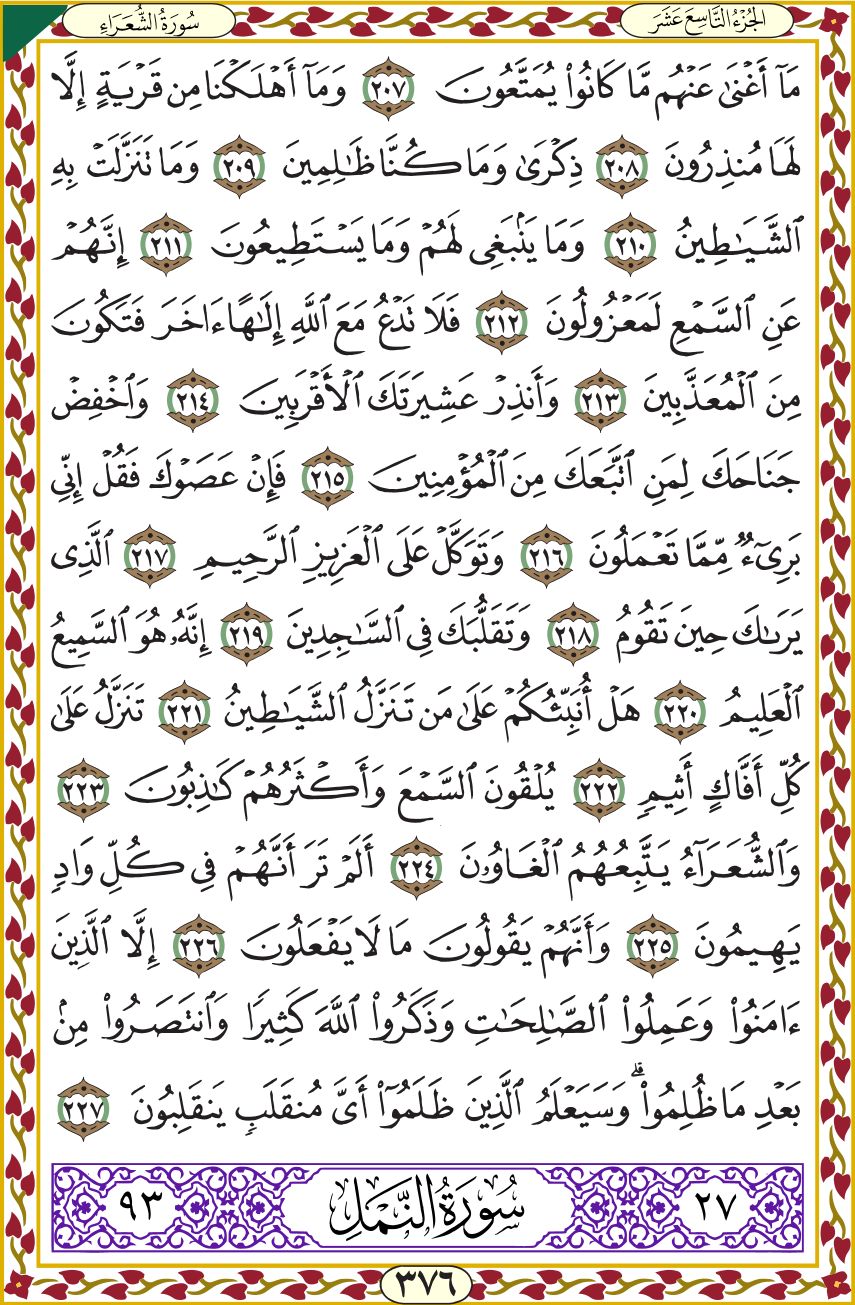 الجُزْءُ التَّاسِعَ عَشَرَ
سُورَةُ الشُّعَرَاءِ
مَآ أَغْنَىٰ عَنْهُم مَّا كَانُوا۟ يُمَتَّعُونَ ٢٠٧ وَمَآ أَهْلَكْنَا مِن قَرْيَةٍ إِلَّا
لَهَا مُنذِرُونَ ٢٠٨ ذِكْرَىٰ وَمَا كُنَّا ظَٰلِمِينَ ٢٠٩ وَمَا تَنَزَّلَتْ بِهِ
ٱلشَّيَٰطِينُ ٢١٠ وَمَا يَنۢبَغِى لَهُمْ وَمَا يَسْتَطِيعُونَ ٢١١ إِنَّهُمْ
عَنِ ٱلسَّمْعِ لَمَعْزُولُونَ ٢١٢ فَلَا تَدْعُ مَعَ ٱللَّهِ إِلَٰهًا ءَاخَرَ فَتَكُونَ
مِنَ ٱلْمُعَذَّبِينَ ٢١٣ وَأَنذِرْ عَشِيرَتَكَ ٱلْأَقْرَبِينَ ٢١٤ وَٱخْفِضْ
جَنَاحَكَ لِمَنِ ٱتَّبَعَكَ مِنَ ٱلْمُؤْمِنِينَ ٢١٥ فَإِنْ عَصَوْكَ فَقُلْ إِنِّى
بَرِىٓءٌ مِّمَّا تَعْمَلُونَ ٢١٦ وَتَوَكَّلْ عَلَى ٱلْعَزِيزِ ٱلرَّحِيمِ ٢١٧ ٱلَّذِى
يَرَىٰكَ حِينَ تَقُومُ ٢١٨ وَتَقَلُّبَكَ فِى ٱلسَّٰجِدِينَ ٢١٩ إِنَّهُۥ هُوَ ٱلسَّمِيعُ
ٱلْعَلِيمُ ٢٢٠ هَلْ أُنَبِّئُكُمْ عَلَىٰ مَن تَنَزَّلُ ٱلشَّيَٰطِينُ ٢٢١ تَنَزَّلُ عَلَىٰ
كُلِّ أَفَّاكٍ أَثِيمٍ ٢٢٢ يُلْقُونَ ٱلسَّمْعَ وَأَكْثَرُهُمْ كَٰذِبُونَ ٢٢٣
وَٱلشُّعَرَآءُ يَتَّبِعُهُمُ ٱلْغَاوُۥنَ ٢٢٤ أَلَمْ تَرَ أَنَّهُمْ فِى كُلِّ وَادٍ
يَهِيمُونَ ٢٢٥ وَأَنَّهُمْ يَقُولُونَ مَا لَا يَفْعَلُونَ ٢٢٦ إِلَّا ٱلَّذِينَ
ءَامَنُوا۟ وَعَمِلُوا۟ ٱلصَّٰلِحَٰتِ وَذَكَرُوا۟ ٱللَّهَ كَثِيرًا وَٱنتَصَرُوا۟ مِنۢ
بَعْدِ مَا ظُلِمُوا۟ ۗ وَسَيَعْلَمُ ٱلَّذِينَ ظَلَمُوٓا۟ أَىَّ مُنقَلَبٍ يَنقَلِبُونَ ٢٢٧
٢٧ سُورَةُ النَّمْلِ ٩٣
٣٧٦